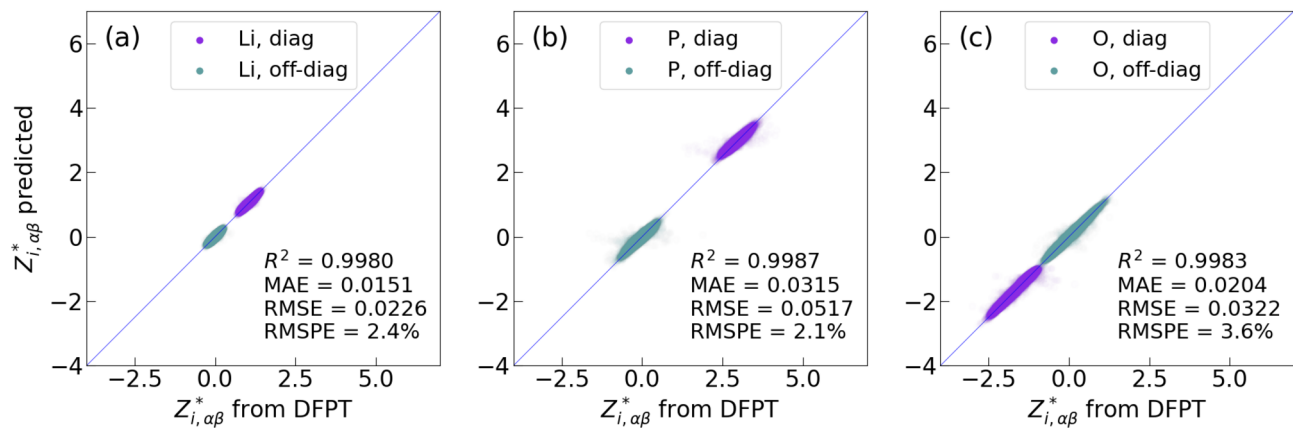 (a)
Li, diag
Li, off-diag
6
4
2
0
−2
−4
−2.5
0.0
2.5
5.0
R² = 0.9980
MAE = 0.0151
RMSE = 0.0226
RMSPE = 2.4%
Z*i,αβ predicted
Z*i,αβ from DFPT
(b)
P, diag
P, off-diag
6
4
2
0
−2
−4
−2.5
0.0
2.5
5.0
R² = 0.9987
MAE = 0.0315
RMSE = 0.0517
RMSPE = 2.1%
Z*i,αβ from DFPT
(c)
O, diag
O, off-diag
6
4
2
0
−2
−4
−2.5
0.0
2.5
5.0
R² = 0.9983
MAE = 0.0204
RMSE = 0.0322
RMSPE = 3.6%
Z*i,αβ from DFPT